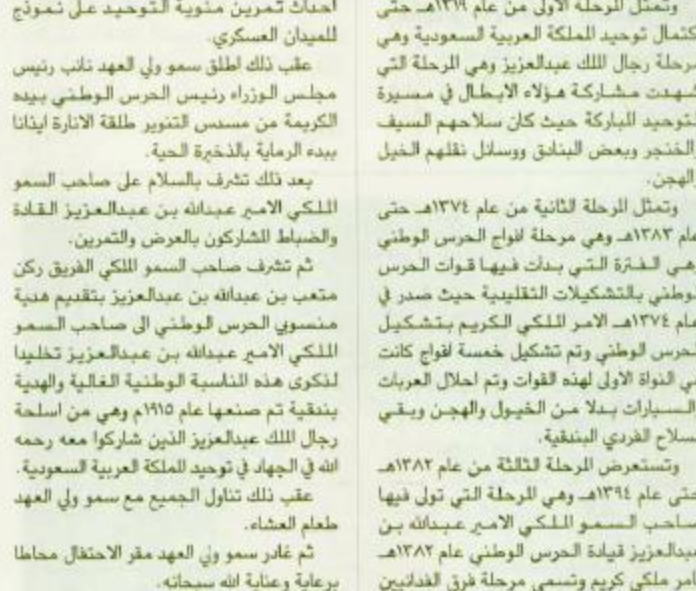 وتمثل المرحلة الاولى من عام ١٣١٩هـ حتى
كتمال توحيد المملكة العربية السعودية وهي
مرحلة رجال الملك عبدالعزيز وهي المرحلة التي
شهدت مشاركة هؤلاء الابطال في مسيرة
لتوحيد المباركة حيث كان سلاحهم السيف
الخنجر وبعض البنادق ووسائل نقلهم الخيل
الهجن.
وتمثل المرحلة الثانية من عام ١٣٧٤هـ حتى
عام ١٣٨٣هـ وهي مرحلة افواج الحرس الوطني
هي الفترة التي بدأت فيها قوات الحرس
لوطني بالتشكيلات التقليدية حيث صدر في
عام ١٣٧٤هـ الامر الملكي الكريم بتشكيل
لحرس الوطني وتم تشكيل خمسة افواج كانت
ي النواة الاولى لهذه القوات وتم احلال العربات
السيارات بدلا من الخيول والهجن وبقي
سلاح الفردي البندقية.
وتستعرض المرحلة الثالثة من عام ١٣٨٢هـ
حتى عام ١٣٩٤هـ وهي المرحلة التي تولى فيها
صاحب السمو الملكي الامير عبدالله بن
عبدالعزيز قيادة الحرس الوطني عام ١٣٨٢هـ
أمر ملكي كريم وتسمى مرحلة فرق الفدائيين
احداث تمرين مئوية التوحيد على نموذج
للميدان العسكري.
عقب ذلك اطلق سمو ولي العهد نائب رئيس
مجلس الوزراء رئيس الحرس الوطني بيده
الكريمة من مسدس التنوير طلقة الانارة ايذانا
ببدء الرماية بالذخيرة الحية.
بعد ذلك تشرف بالسلام على صاحب السمو
الملكي الامير عبدالله بن عبدالعزيز القادة
والضباط المشاركون بالعرض والتمرين.
ثم تشرف صاحب السمو الملكي الفريق ركن
متعب بن عبدالله بن عبدالعزيز بتقديم هدية
منسوبي الحرس الوطني الى صاحب السمو
الملكي الامير عبدالله بن عبدالعزيز تخليدا
لذكرى هذه المناسبة الوطنية الغالية والهدية
بندقية تم صنعها عام ١٩١٥م وهي من اسلحة
رجال الملك عبدالعزيز الذين شاركوا معه رحمه
الله في الجهاد في توحيد المملكة العربية السعودية.
عقب ذلك تناول الجميع مع سمو ولي العهد
طعام العشاء.
ثم غادر سمو ولي العهد مقر الاحتفال محاطا
برعاية وعناية الله سبحانه.